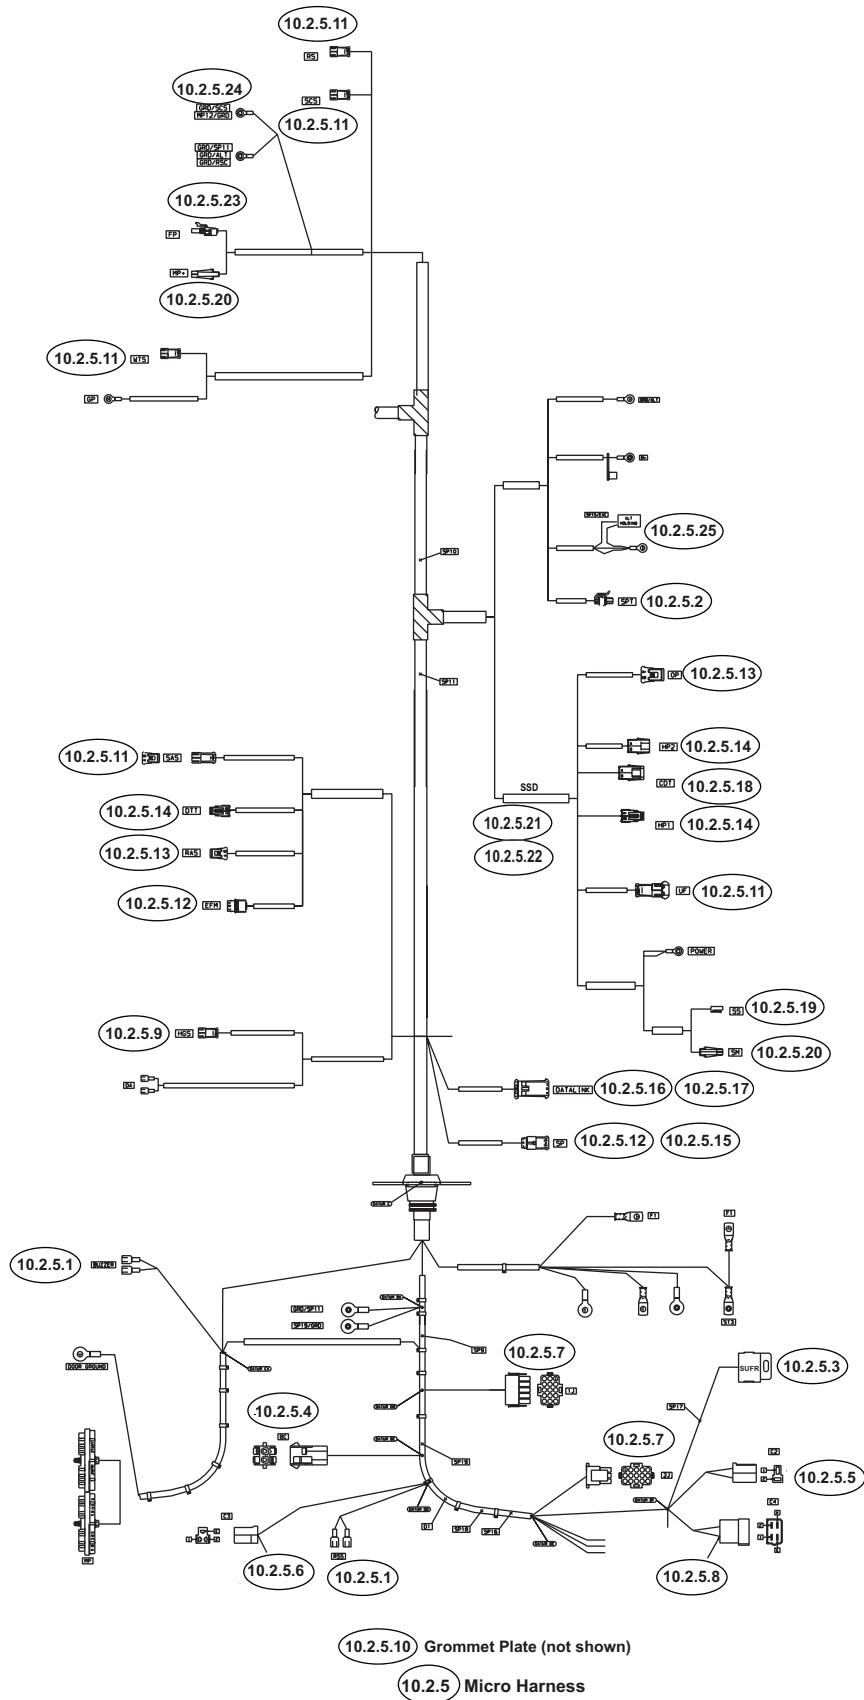 10.2.5.11
RS
10.2.5.24
SCS
GRD/SCS
MP12/GRD
10.2.5.11
GRD/SP11
GRD/ALT
GRD/RSC
10.2.5.23
FP
MP+
10.2.5.20
10.2.5.11
WTS
GP
GRD/ALT
B+
ALT
MOLDING
10.2.5.25
SP10
SPT
10.2.5.2
SP11
OP
10.2.5.13
HP2
10.2.5.14
10.2.5.11
SAS
CDT
10.2.5.18
SSD
10.2.5.14
DTT
10.2.5.21
HP1
10.2.5.14
10.2.5.13
RAS
10.2.5.22
UF
10.2.5.11
10.2.5.12
EFM
POWER
10.2.5.9
HGS
SS
10.2.5.19
SM
10.2.5.20
DA
DATALINK
10.2.5.16
10.2.5.17
SP
10.2.5.12
10.2.5.15
DATUM A
10.2.5.1
BUZZER
F1
F1
GRD/SP11
SP19/GRD
ST3
DOOR GROUND
DATUM CA
SP9
10.2.5.7
SUFR
10.2.5.3
1J
10.2.5.4
BC
SP17
10.2.5.7
SP19
2J
C2
10.2.5.5
C3
D1
SP18
SP16
C4
MP
10.2.5.6
RSS
10.2.5.1
10.2.5.8
10.2.5.10 Grommet Plate (not shown)
10.2.5 Micro Harness